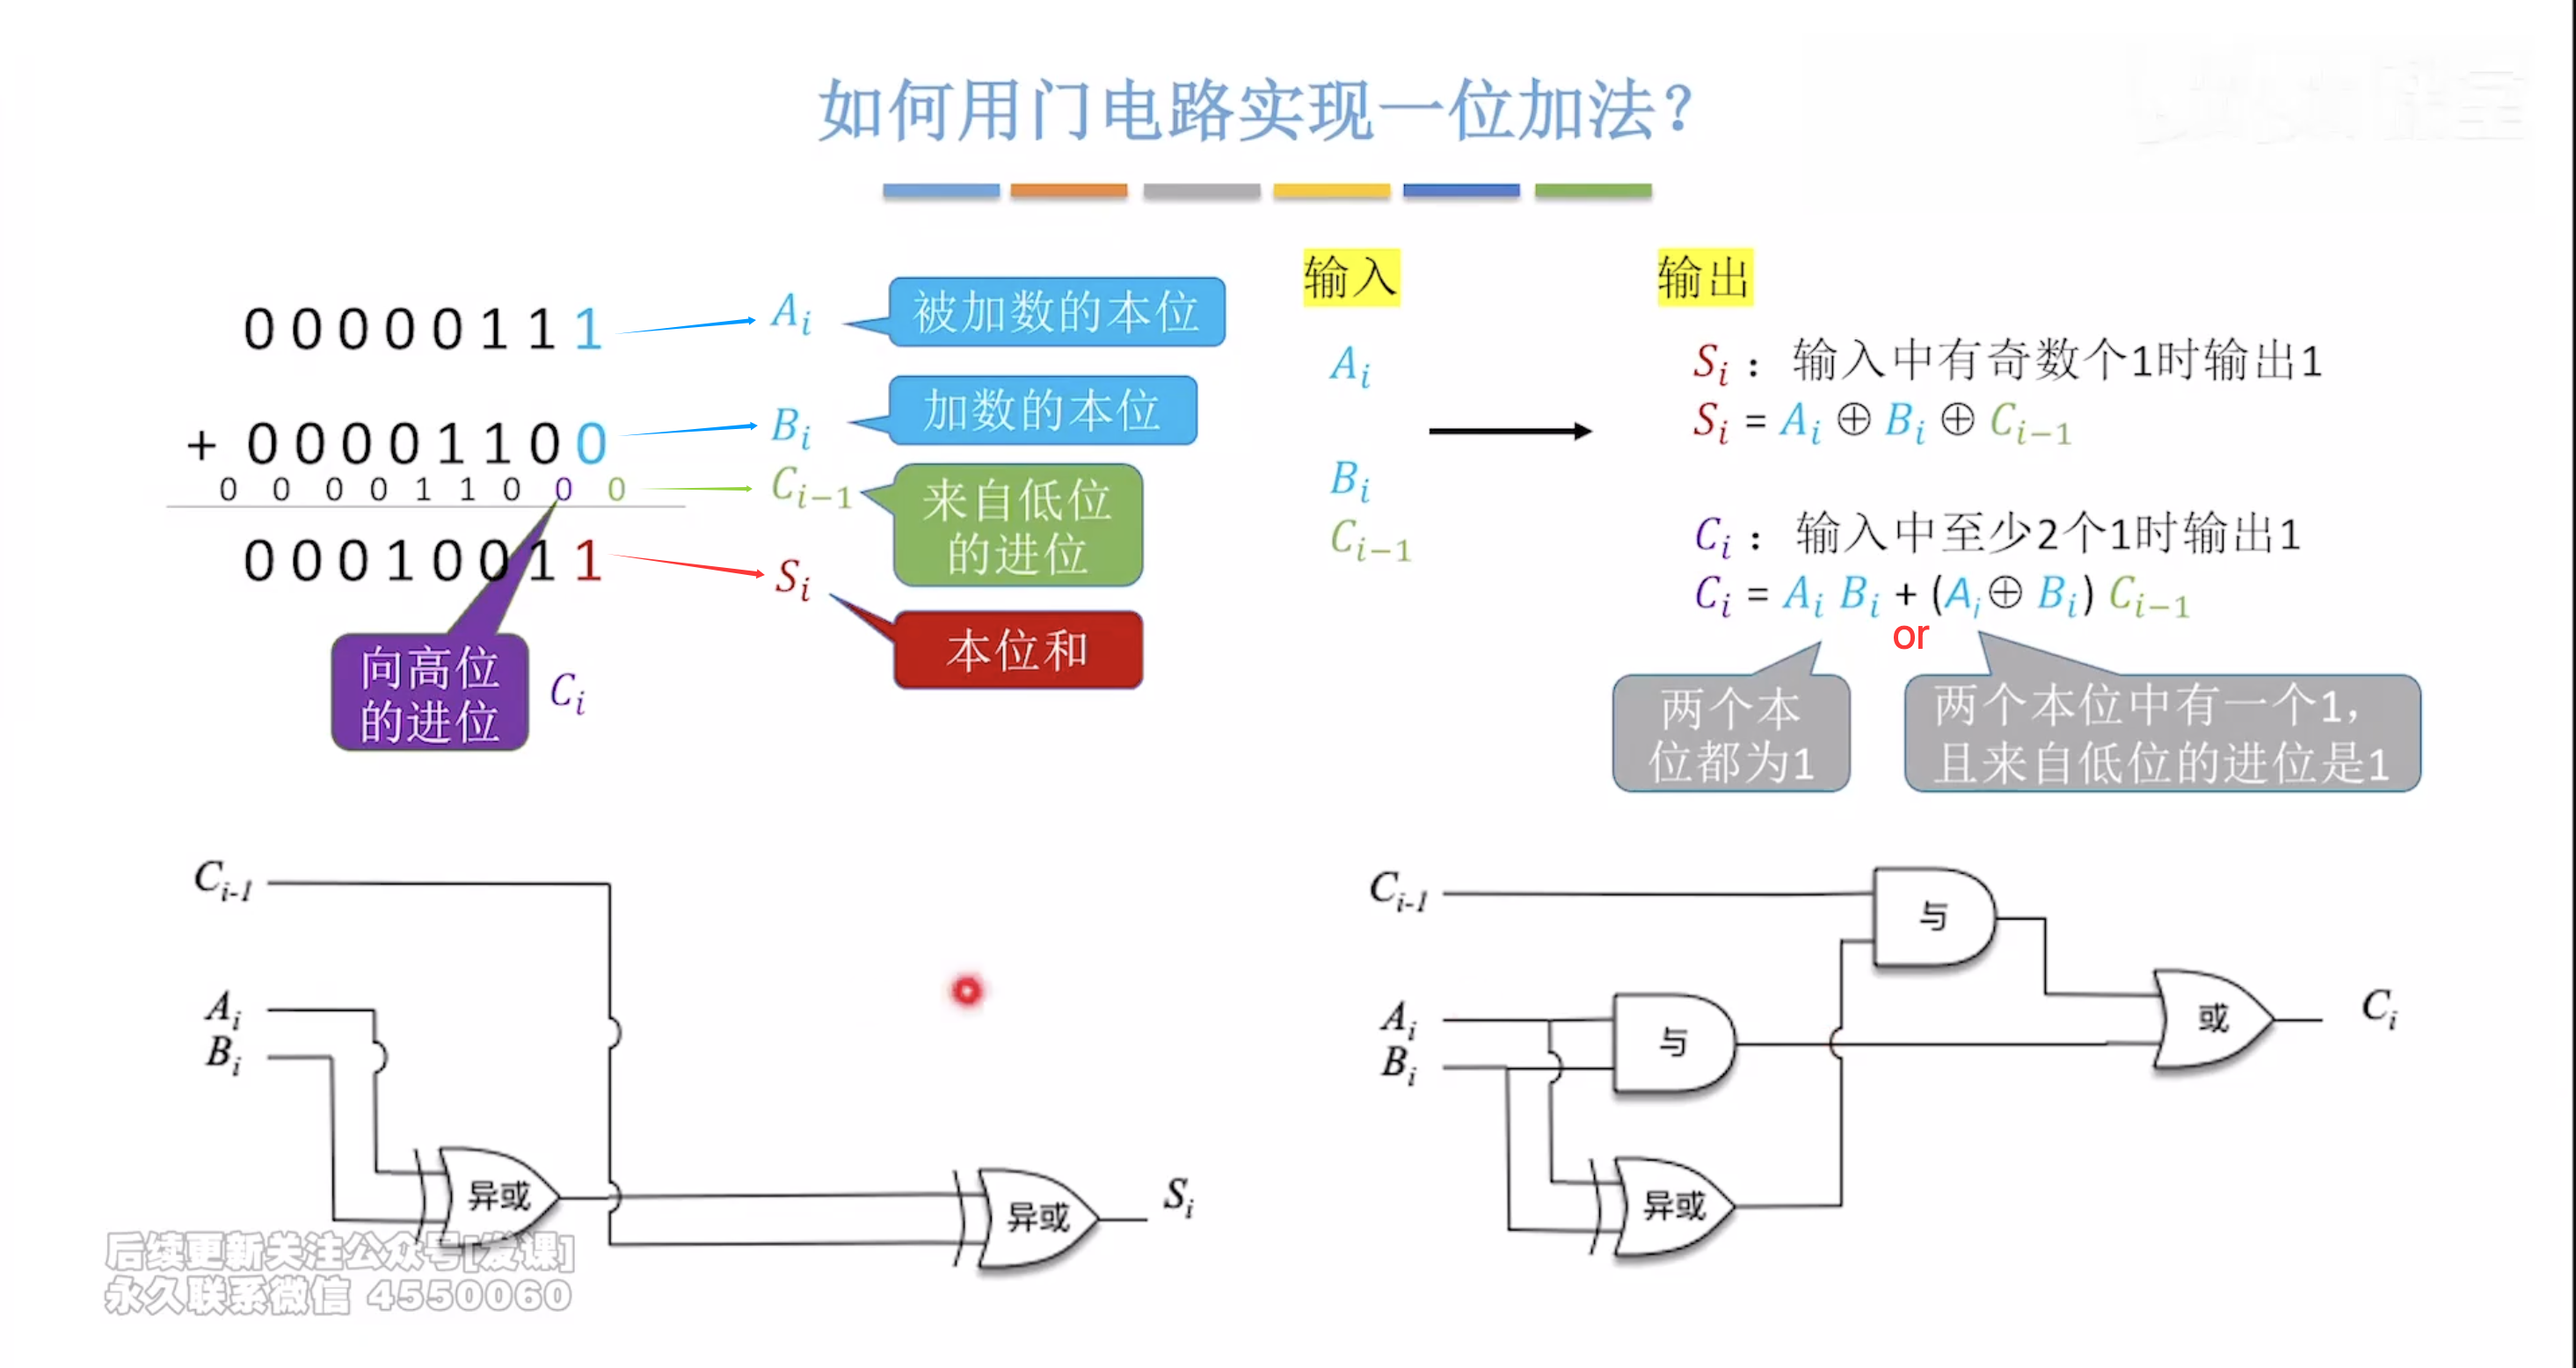 如何用门电路实现一位加法？
0 0 0 0 0 1 1 1
A_i
被加数的本位
+ 0 0 0 0 1 1 0 0
B_i
加数的本位
0 0 0 0 1 1 0 0 0
C_{i-1}
来自低位
的进位
0 0 0 1 0 0 1 1
S_i
本位和
向高位
的进位
C_i
输入
A_i
B_i
C_{i-1}
输出
S_i：输入中有奇数个1时输出1
S_i = A_i ⊕ B_i ⊕ C_{i-1}
C_i：输入中至少2个1时输出1
C_i = A_i B_i + (A_i ⊕ B_i) C_{i-1}
or
两个本
位都为1
两个本位中有一个1，
且来自低位的进位是1
C_{i-1}
A_i
B_i
异或
异或
S_i
C_{i-1}
A_i
B_i
与
与
异或
或
C_i
后续更新关注公众号[发课]
永久联系微信 4550060